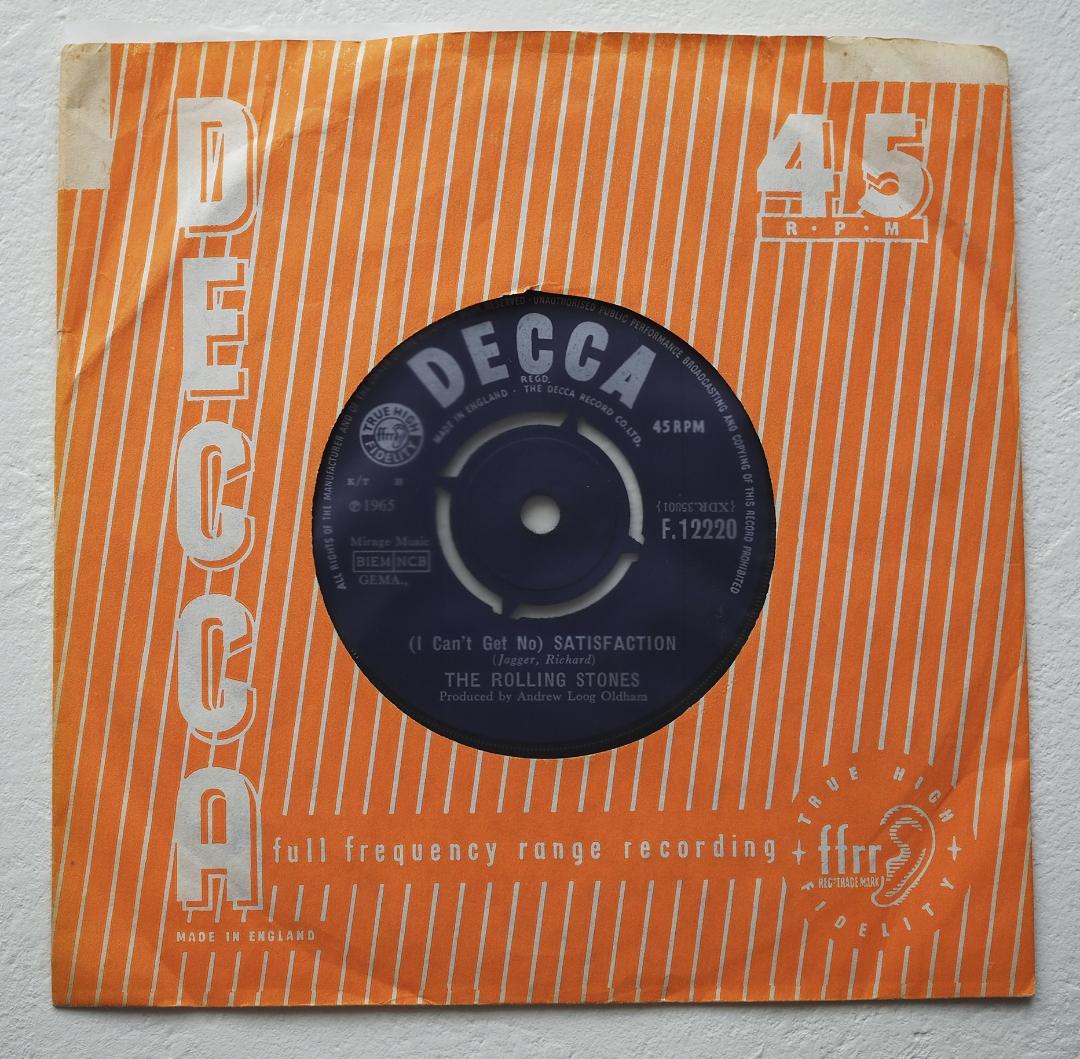 DECCA
45
R·P·M
RESERVED · UNAUTHORISED PUBLIC PERFORMANCE BROADCASTING AND COPYING OF THIS RECORD PROHIBITED
ALL RIGHTS OF THE MANUFACTURER AND OF
DECCA
REGD.
MADE IN ENGLAND · THE DECCA RECORD CO. LTD.
TRUE HIGH
ffrr
FIDELITY
45 RPM
K/T
℗1965
{XDR.35001}
F.12220
Mirage Music
BIEM NCB
GEMA.,
(I Can't Get No) SATISFACTION
(Jagger, Richard)
THE ROLLING STONES
Produced by Andrew Loog Oldham
full frequency range recording
TRUE HIGH
ffrr
REGD TRADE MARK
FIDELITY
MADE IN ENGLAND